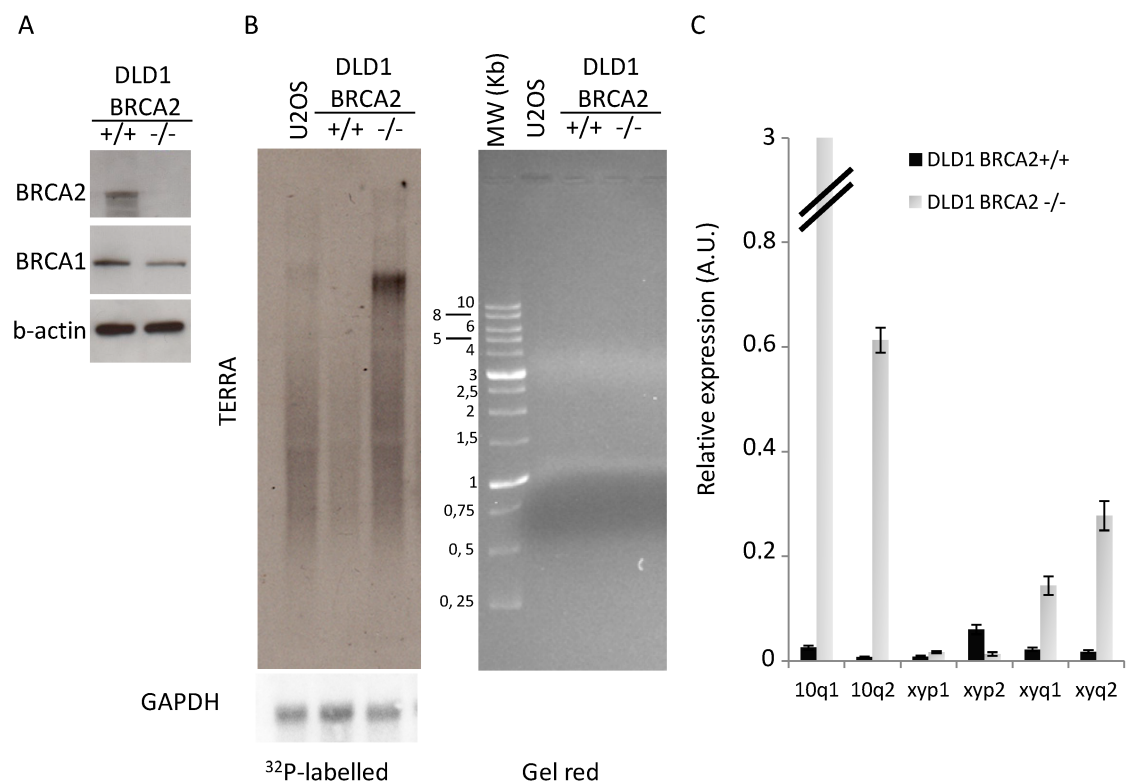 A
DLD1
BRCA2
+/+ -/-
BRCA2
BRCA1
b-actin
B
U2OS
DLD1
BRCA2
+/+ -/-
TERRA
GAPDH
32P-labelled
MW (Kb)
U2OS
DLD1
BRCA2
+/+ -/-
10
8
6
5
4
3
2,5
2
1,5
1
0,75
0,5
0,25
Gel red
C
Relative expression (A.U.)
3
0.8
0.6
0.4
0.2
0
DLD1 BRCA2+/+
DLD1 BRCA2 -/-
10q1 10q2 xyp1 xyp2 xyq1 xyq2